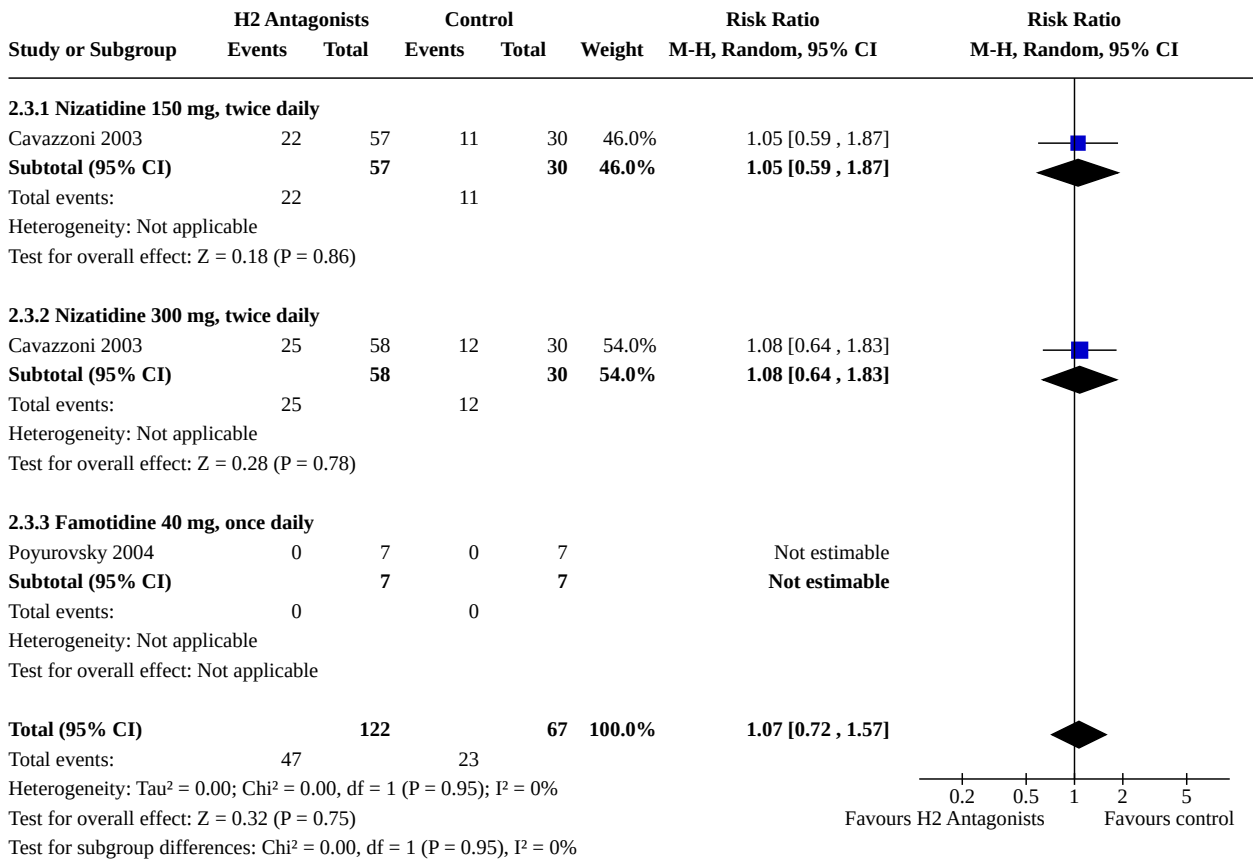 H2 Antagonists Control Risk Ratio Risk Ratio
Study or Subgroup Events Total Events Total Weight M-H, Random, 95% CI M-H, Random, 95% CI
2.3.1 Nizatidine 150 mg, twice daily
Cavazzoni 2003 22 57 11 30 46.0% 1.05 [0.59 , 1.87]
Subtotal (95% CI) 57 30 46.0% 1.05 [0.59 , 1.87]
Total events: 22 11
Heterogeneity: Not applicable
Test for overall effect: Z = 0.18 (P = 0.86)
2.3.2 Nizatidine 300 mg, twice daily
Cavazzoni 2003 25 58 12 30 54.0% 1.08 [0.64 , 1.83]
Subtotal (95% CI) 58 30 54.0% 1.08 [0.64 , 1.83]
Total events: 25 12
Heterogeneity: Not applicable
Test for overall effect: Z = 0.28 (P = 0.78)
2.3.3 Famotidine 40 mg, once daily
Poyurovsky 2004 0 7 0 7 Not estimable
Subtotal (95% CI) 7 7 Not estimable
Total events: 0 0
Heterogeneity: Not applicable
Test for overall effect: Not applicable
Total (95% CI) 122 67 100.0% 1.07 [0.72 , 1.57]
Total events: 47 23
Heterogeneity: Tau² = 0.00; Chi² = 0.00, df = 1 (P = 0.95); I² = 0%
0.2 0.5 1 2 5
Test for overall effect: Z = 0.32 (P = 0.75) Favours H2 Antagonists Favours control
Test for subgroup differences: Chi² = 0.00, df = 1 (P = 0.95), I² = 0%